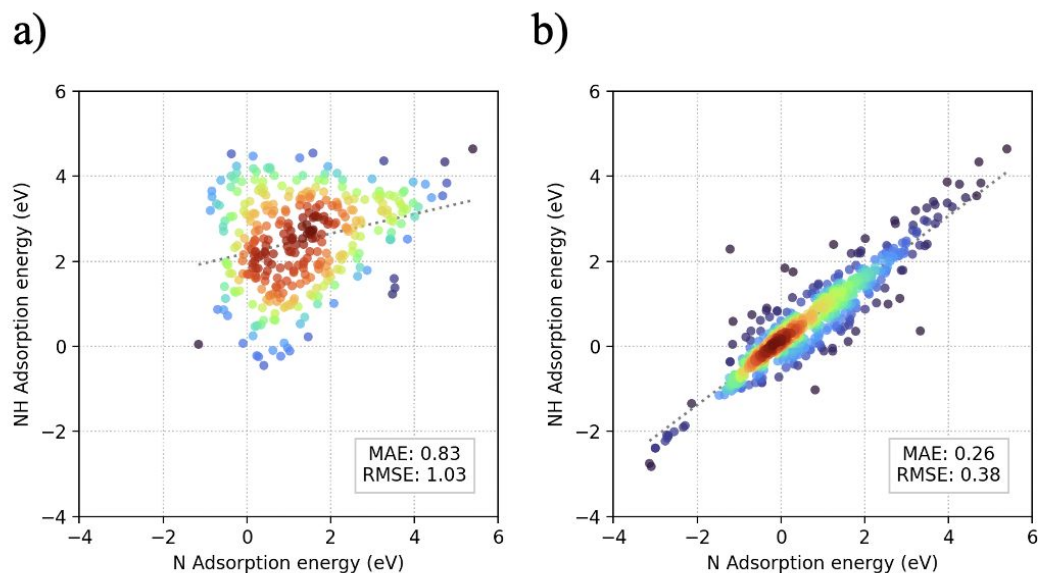 a)
6
4
2
0
−2
−4
−4
−2
0
2
4
6
NH Adsorption energy (eV)
N Adsorption energy (eV)
MAE: 0.83
RMSE: 1.03
b)
6
4
2
0
−2
−4
−4
−2
0
2
4
6
NH Adsorption energy (eV)
N Adsorption energy (eV)
MAE: 0.26
RMSE: 0.38